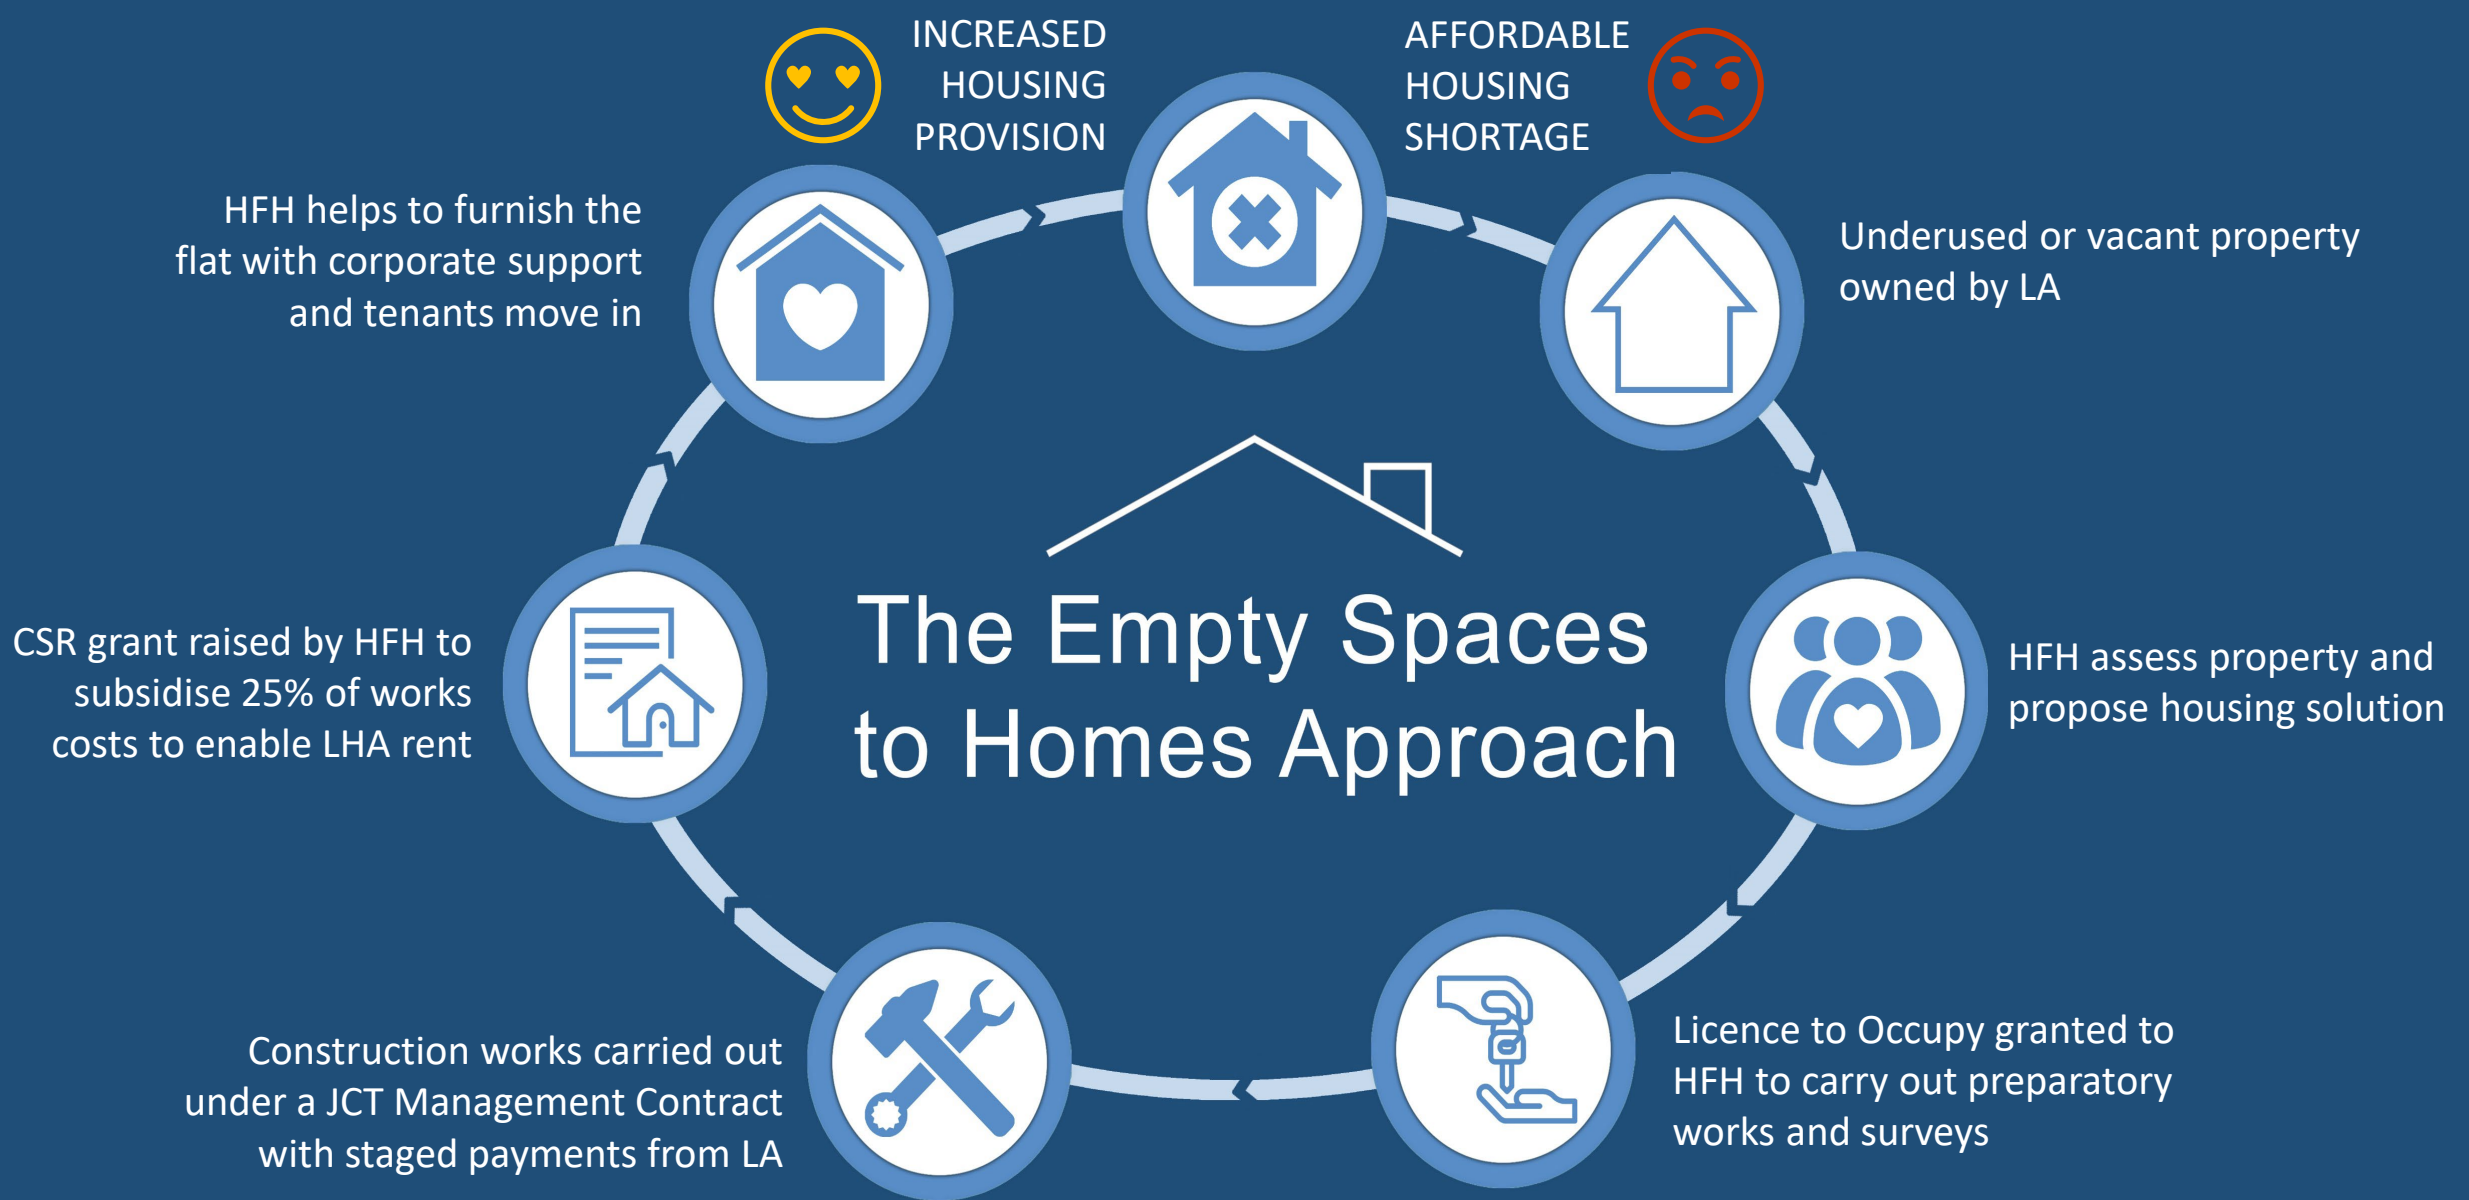 INCREASED
HOUSING
PROVISION
AFFORDABLE
HOUSING
SHORTAGE
Underused or vacant property
owned by LA
HFH assess property and
propose housing solution
Licence to Occupy granted to
HFH to carry out preparatory
works and surveys
Construction works carried out
under a JCT Management Contract
with staged payments from LA
CSR grant raised by HFH to
subsidise 25% of works
costs to enable LHA rent
HFH helps to furnish the
flat with corporate support
and tenants move in
The Empty Spaces
to Homes Approach